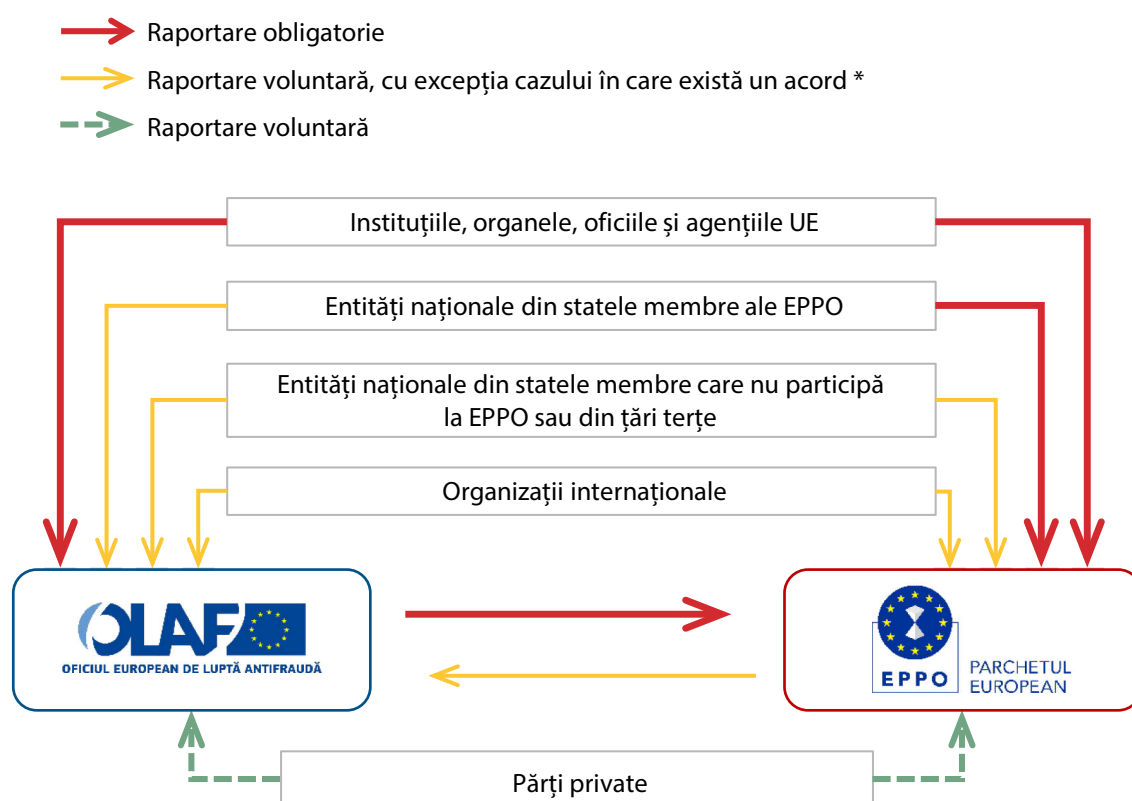 Raportare obligatorie
Raportare voluntară, cu excepția cazului în care există un acord *
Raportare voluntară
Instituțiile, organele, oficiile și agențiile UE
Entități naționale din statele membre ale EPPO
Entități naționale din statele membre care nu participă
la EPPO sau din țări terțe
Organizații internaționale
OLAF
OFICIUL EUROPEAN DE LUPTĂ ANTIFRAUDĂ
EPPO
PARCHETUL
EUROPEAN
Părți private